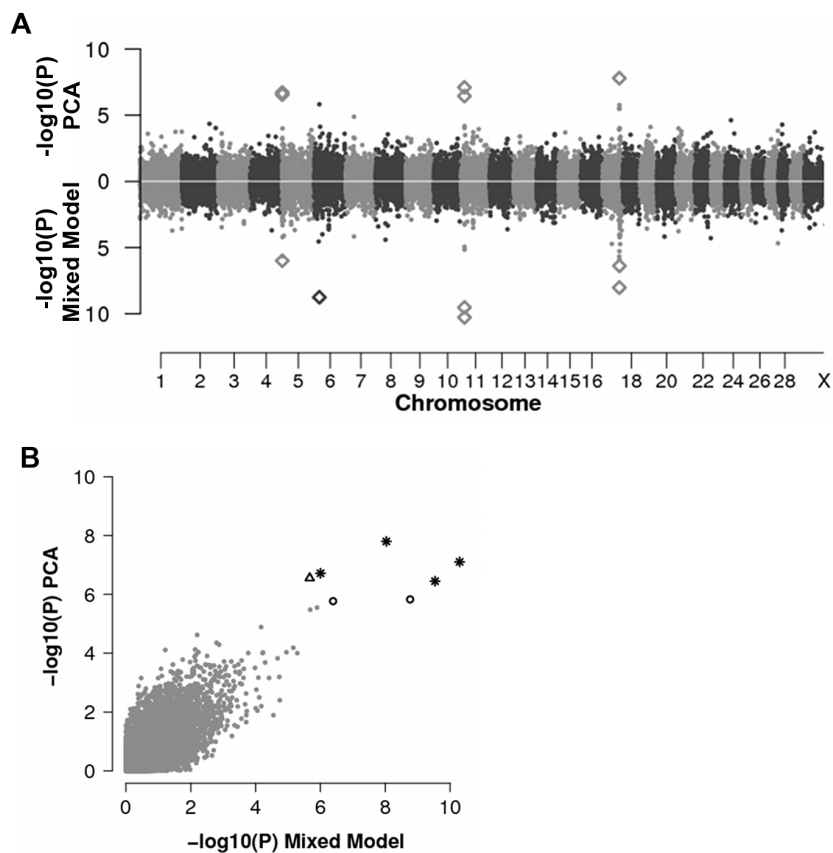 A
-log10(P)
PCA
-log10(P)
Mixed Model
10
5
0
5
10
1 2 3 4 5 6 7 8 9 10 11 12 13 14 15 16 18 20 22 24 26 28 X
Chromosome
B
−log10(P) PCA
10
8
6
4
2
0
0 2 4 6 8 10
−log10(P) Mixed Model